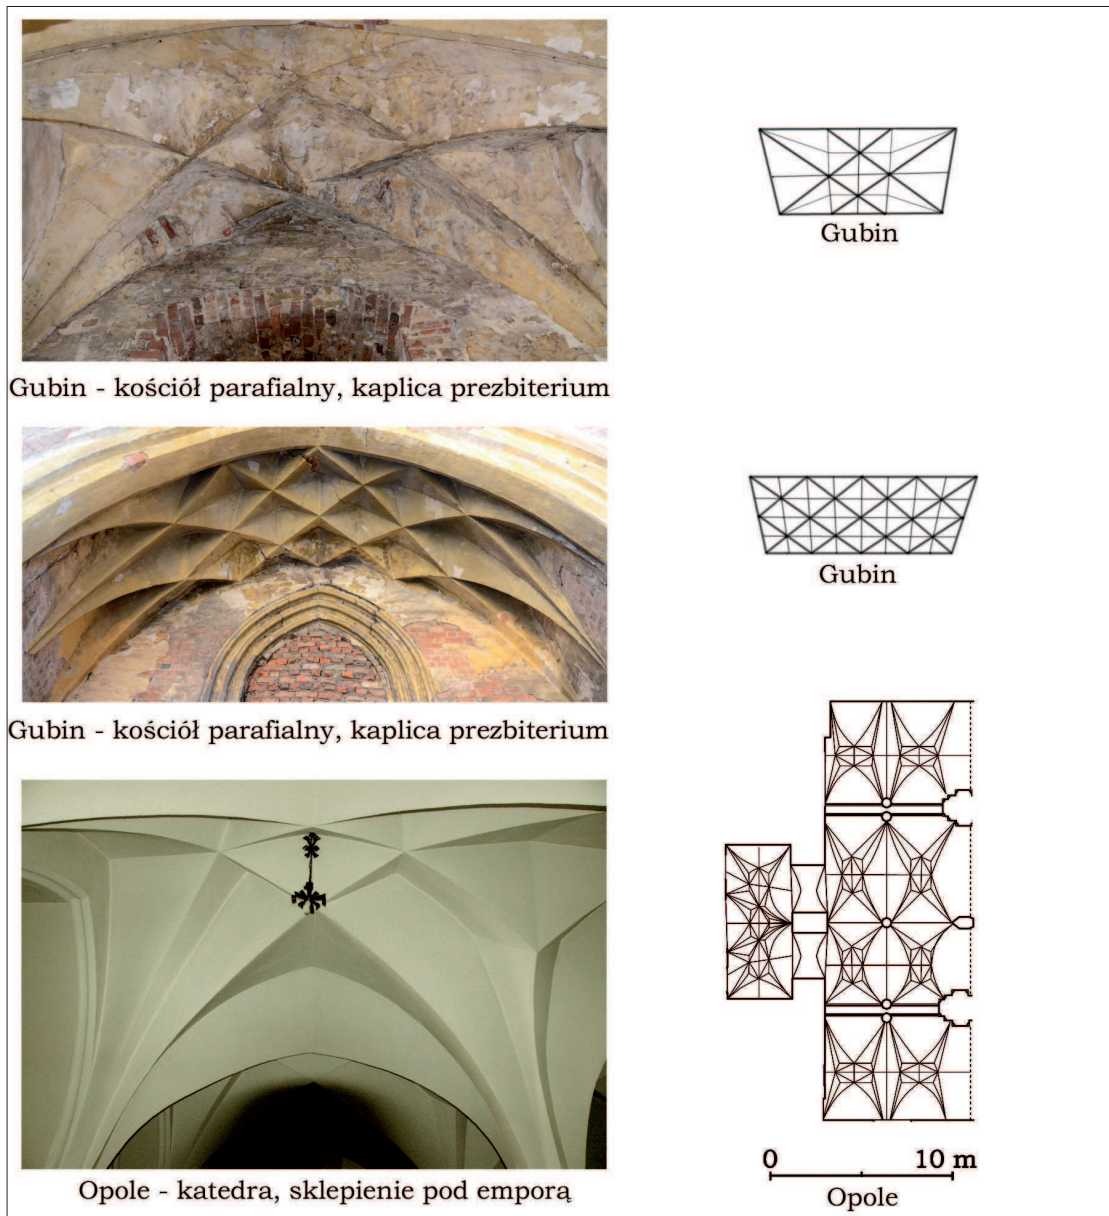 Gubin
Gubin - kościół parafialny, kaplica prezbiterium
Gubin
Gubin - kościół parafialny, kaplica prezbiterium
0 10 m
Opole - katedra, sklepienie pod emporą
Opole